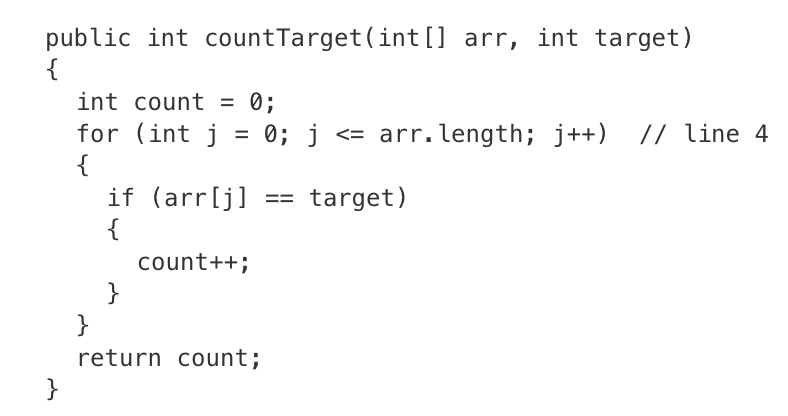 public int countTarget(int[] arr, int target)
{
  int count = 0;
  for (int j = 0; j <= arr.length; j++)  // line 4
  {
    if (arr[j] == target)
    {
      count++;
    }
  }
  return count;
}